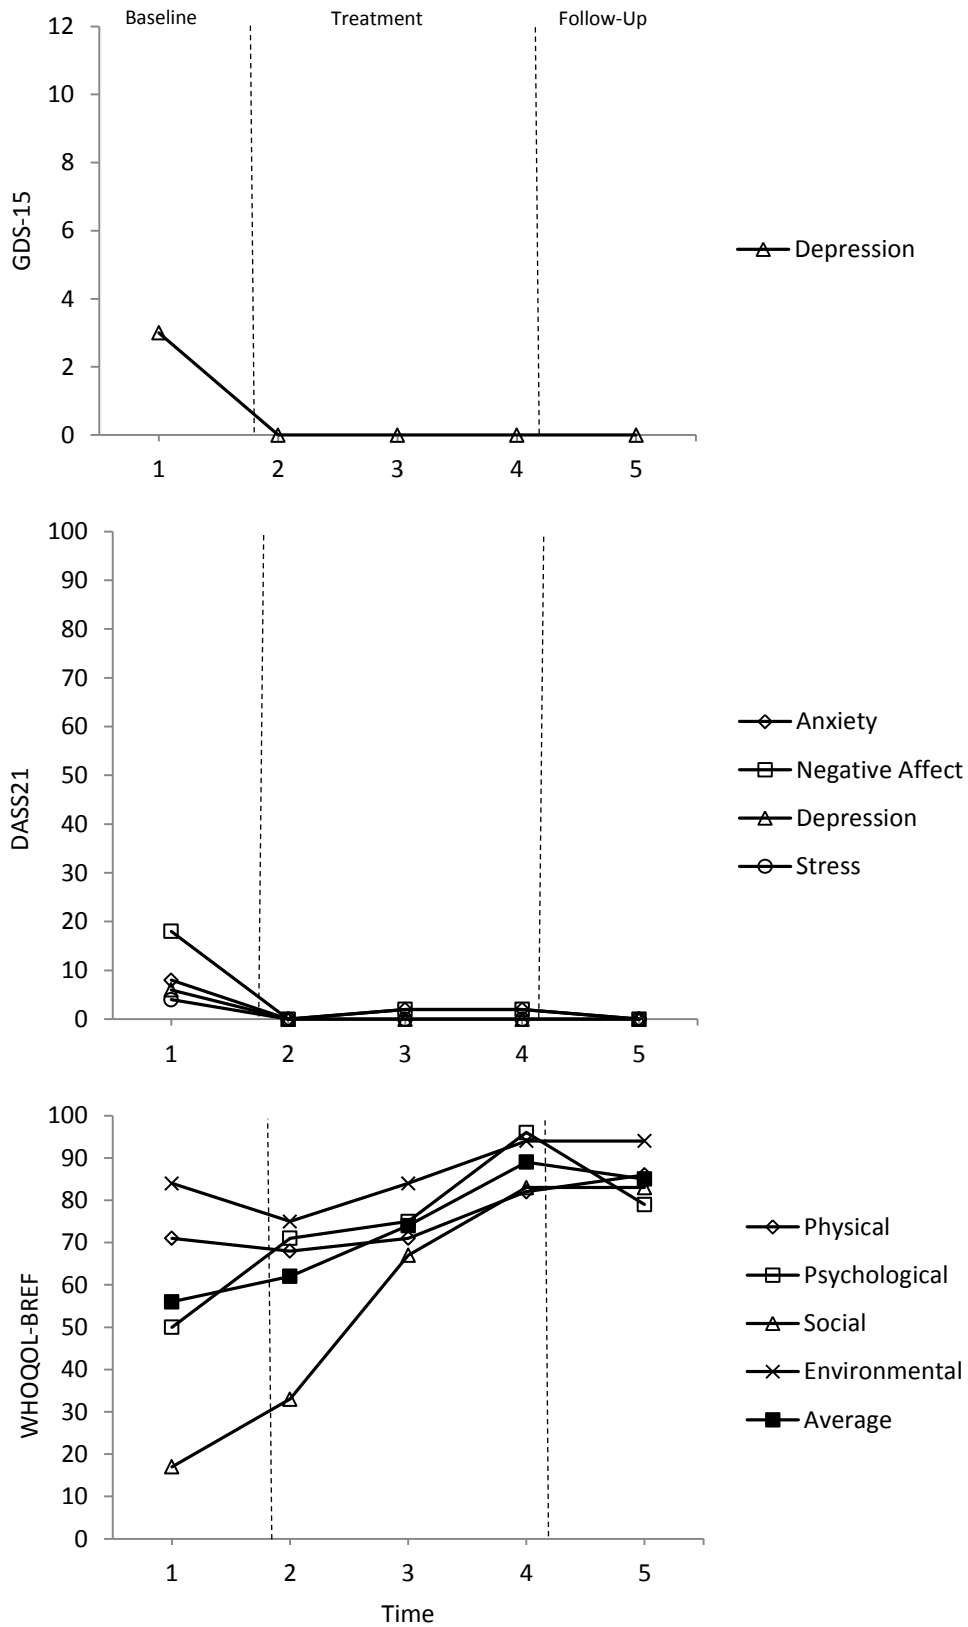 Baseline
Treatment
Follow-Up
12
10
8
6
4
2
0
GDS-15
1 2 3 4 5
Depression
100
90
80
70
60
50
40
30
20
10
0
DASS21
1 2 3 4 5
Anxiety
Negative Affect
Depression
Stress
100
90
80
70
60
50
40
30
20
10
0
WHOQOL-BREF
1 2 3 4 5
Time
Physical
Psychological
Social
Environmental
Average